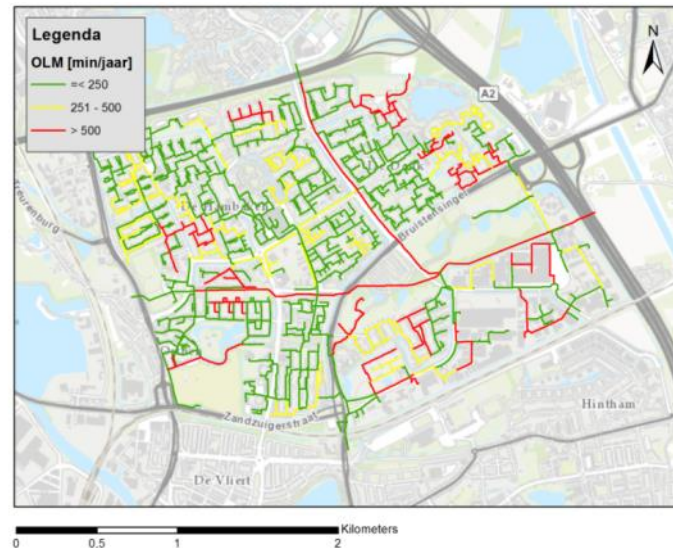 Legenda
OLM [min/jaar]
=< 250
251 - 500
> 500
N
A2
Treurenburg
Bruistensingel
Zandzuigerstraat
Hintham
De Vliert
Kilometers
0 0.5 1 2